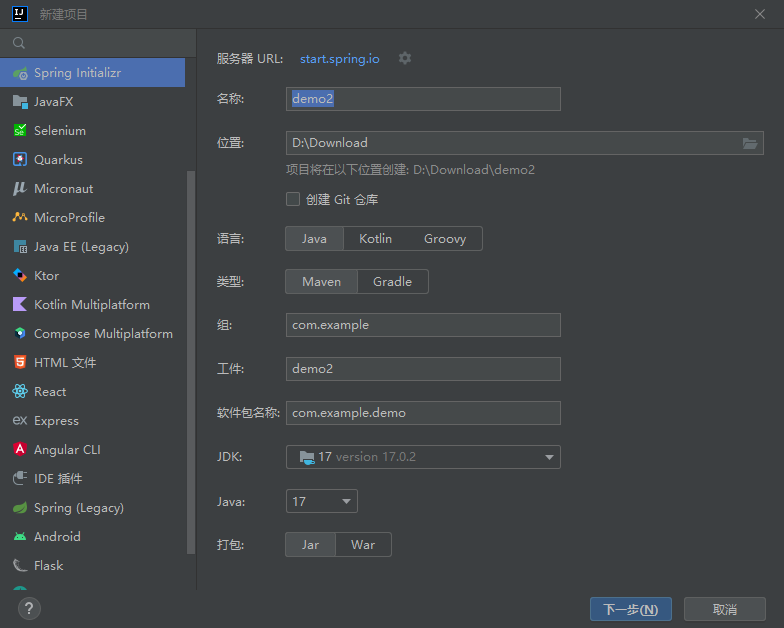 新建项目
Spring Initializr
JavaFX
Selenium
Quarkus
Micronaut
MicroProfile
Java EE (Legacy)
Ktor
Kotlin Multiplatform
Compose Multiplatform
HTML 文件
React
ex Express
Angular CLI
IDE 插件
Spring (Legacy)
Android
Flask
服务器 URL: start.spring.io
名称: demo2
位置: D:\Download
项目将在以下位置创建: D:\Download\demo2
创建 Git 仓库
语言: Java Kotlin Groovy
类型: Maven Gradle
组: com.example
工件: demo2
软件包名称: com.example.demo
JDK: 17 version 17.0.2
Java: 17
打包: Jar War
? 下一步(N) 取消